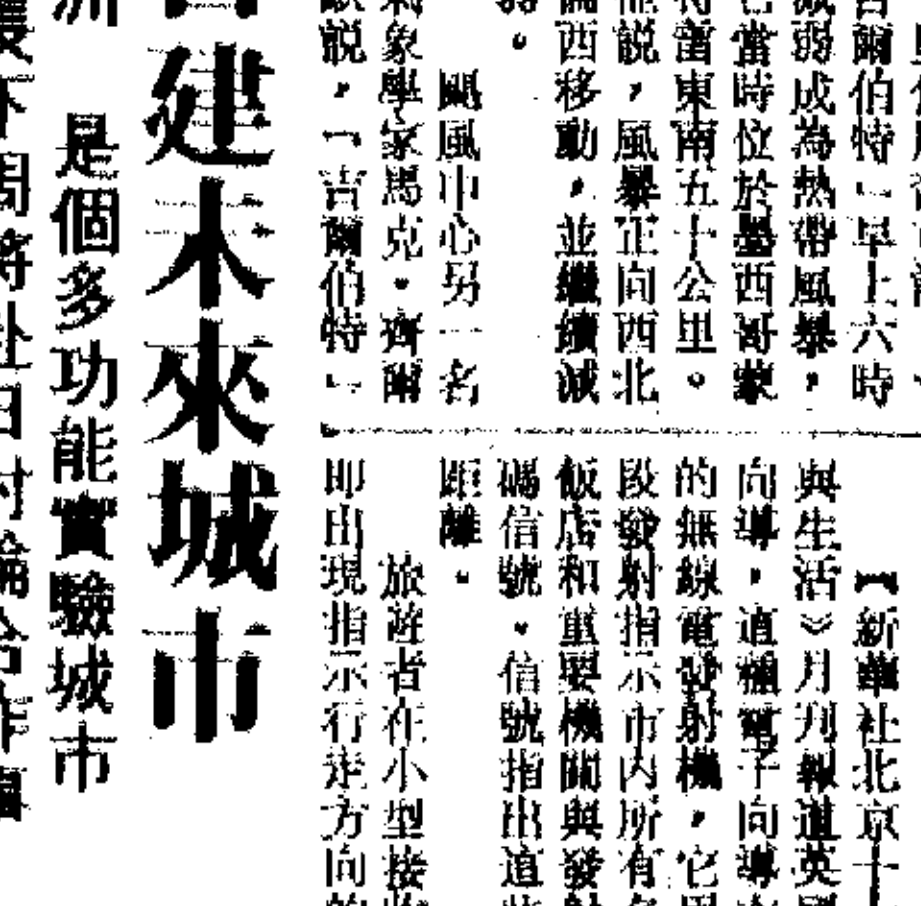 爾伯特﹂早上六時
減弱成為熱帶風暴，
當時位於墨西哥蒙
特雷東南五十公里。
他說，風暴正向西北
偏西移動，並繼續減
弱。
颶風中心另一名
氣象學家馬克·齊爾
說，﹁吉爾伯特﹂
【新華社北京十
與生活》月刊報道英國
向導，這種電子向導
的無線電發射機，它
段發射指示市內所有
飯店和重要機關與發射
碼信號。信號指出這些
距離。
旅遊者在小型接收
即出現指示行走方向的
建未來城市
是個多功能實驗城市